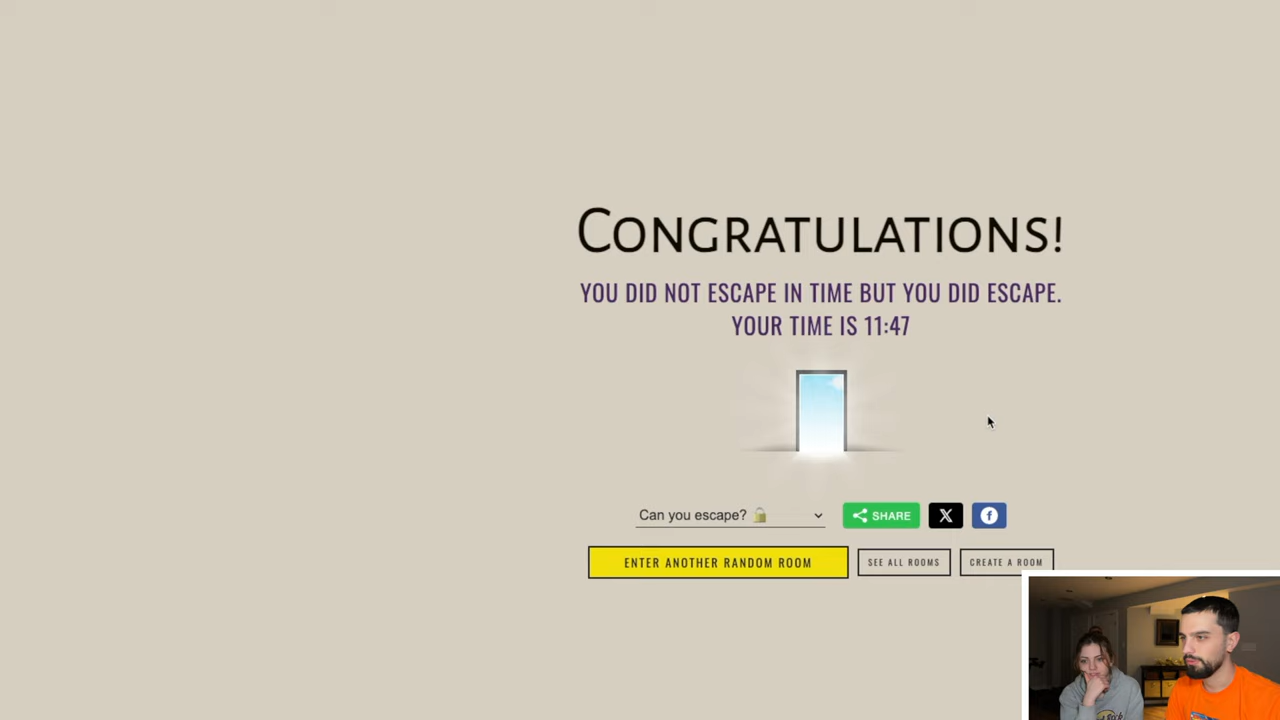 CONGRATULATIONS!
YOU DID NOT ESCAPE IN TIME BUT YOU DID ESCAPE.
YOUR TIME IS 11:47
Can you escape? 🔒
SHARE
ENTER ANOTHER RANDOM ROOM
SEE ALL ROOMS
CREATE A ROOM